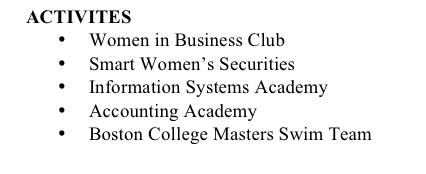 ACTIVITES
• Women in Business Club
• Smart Women’s Securities
• Information Systems Academy
• Accounting Academy
• Boston College Masters Swim Team